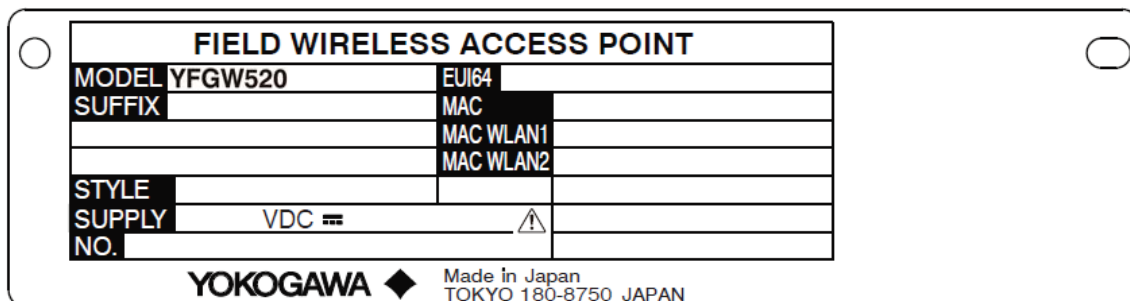 FIELD WIRELESS ACCESS POINT
MODEL YFGW520 EUI64
SUFFIX MAC
MAC WLAN1
MAC WLAN2
STYLE
SUPPLY VDC ⎓ ⚠
NO.
YOKOGAWA ◆ Made in Japan
TOKYO 180-8750 JAPAN